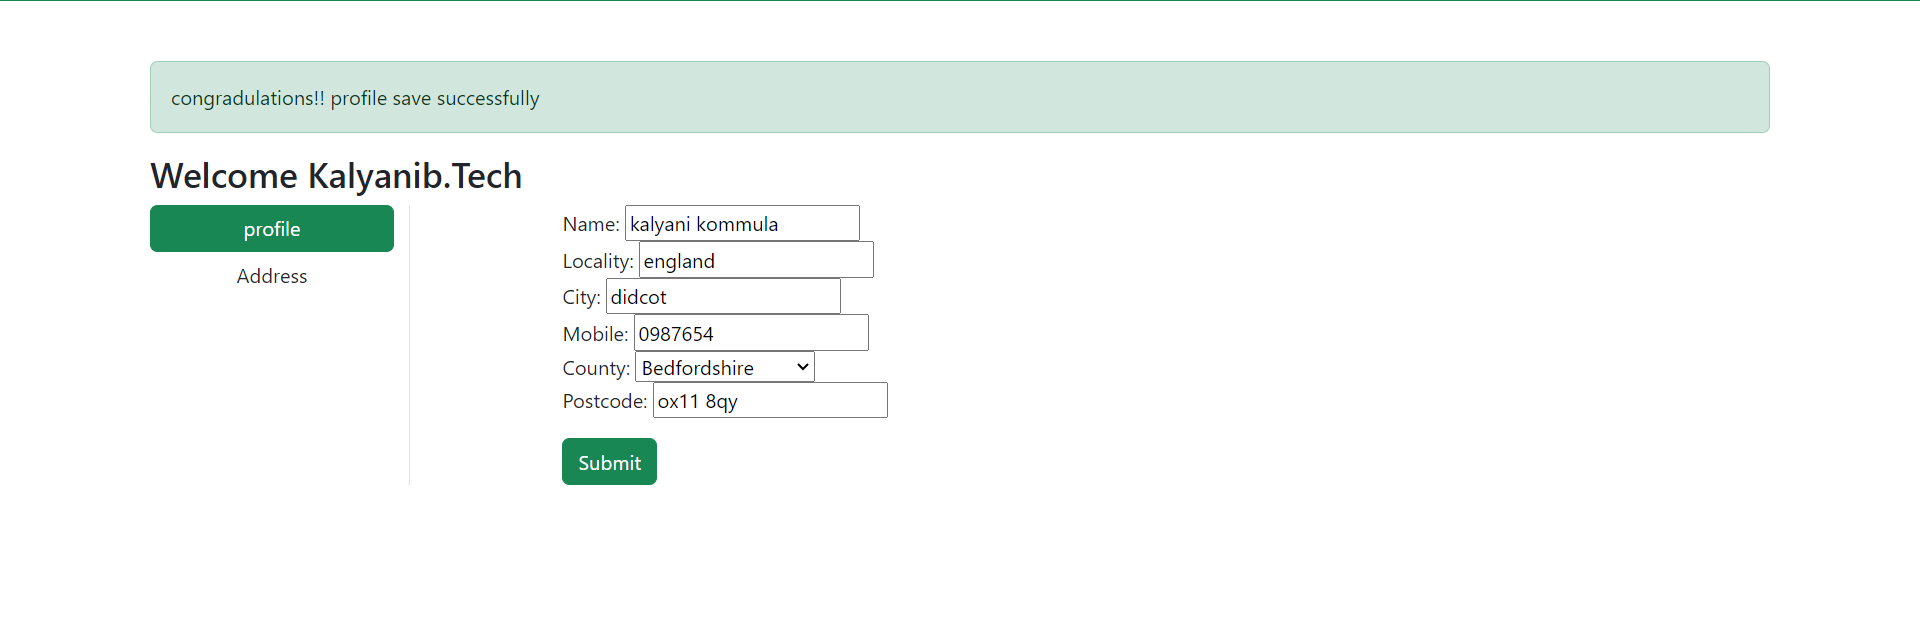 congradulations!! profile save successfully
Welcome Kalyanib.Tech
profile
Address
Name: kalyani kommula
Locality: england
City: didcot
Mobile: 0987654
County: Bedfordshire
Postcode: ox11 8qy
Submit